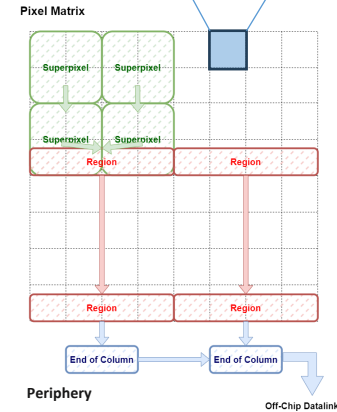 Pixel Matrix
Superpixel Superpixel
Superpixel Superpixel
Region Region
Region Region
End of Column End of Column
Periphery
Off-Chip Datalink